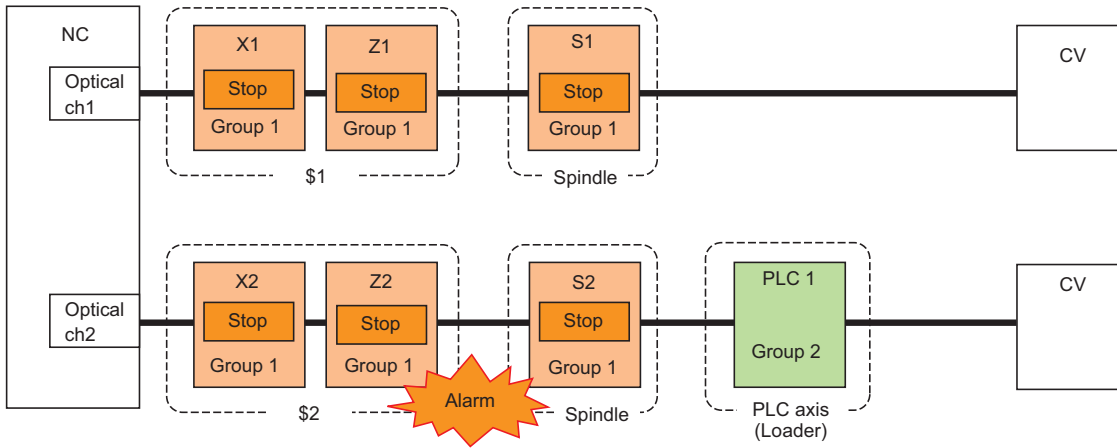 NC
Optical
ch1
X1
Stop
Group 1
Z1
Stop
Group 1
$1
S1
Stop
Group 1
Spindle
CV
Optical
ch2
X2
Stop
Group 1
Z2
Stop
Group 1
$2
Alarm
S2
Stop
Group 1
Spindle
PLC 1
Group 2
PLC axis
(Loader)
CV